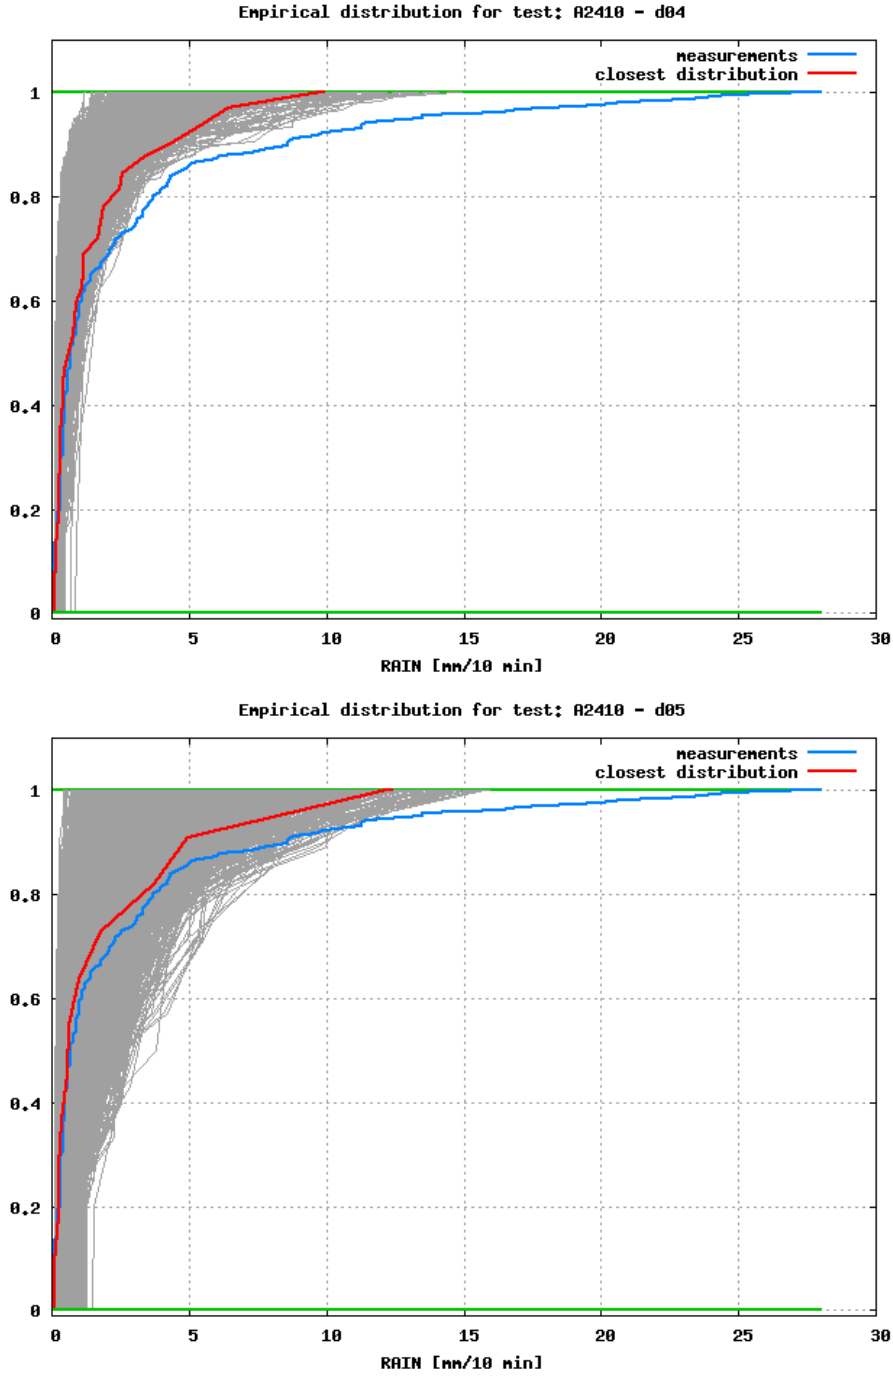 Empirical distribution for test: A2410 - d04
measurements
closest distribution
1
0.8
0.6
0.4
0.2
0
0 5 10 15 20 25 30
RAIN [mm/10 min]
Empirical distribution for test: A2410 - d05
measurements
closest distribution
1
0.8
0.6
0.4
0.2
0
0 5 10 15 20 25 30
RAIN [mm/10 min]